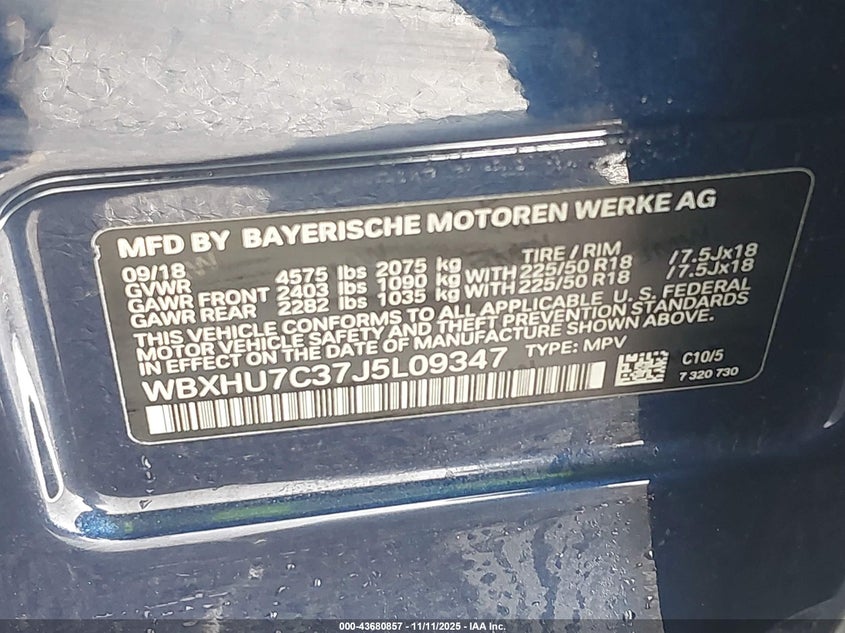 MFD BY BAYERISCHE MOTOREN WERKE AG
09/18 TIRE / RIM
GVWR 4575 lbs 2075 kg
GAWR FRONT 2403 lbs 1090 kg WITH 225/50 R18 /7.5Jx18
GAWR REAR 2282 lbs 1035 kg WITH 225/50 R18 /7.5Jx18
THIS VEHICLE CONFORMS TO ALL APPLICABLE U. S. FEDERAL
MOTOR VEHICLE SAFETY AND THEFT PREVENTION STANDARDS
IN EFFECT ON THE DATE OF MANUFACTURE SHOWN ABOVE.
WBXHU7C37J5L09347 TYPE: MPV
C10/5
7 320 730
000-43680857 - 11/11/2025 - IAA Inc.